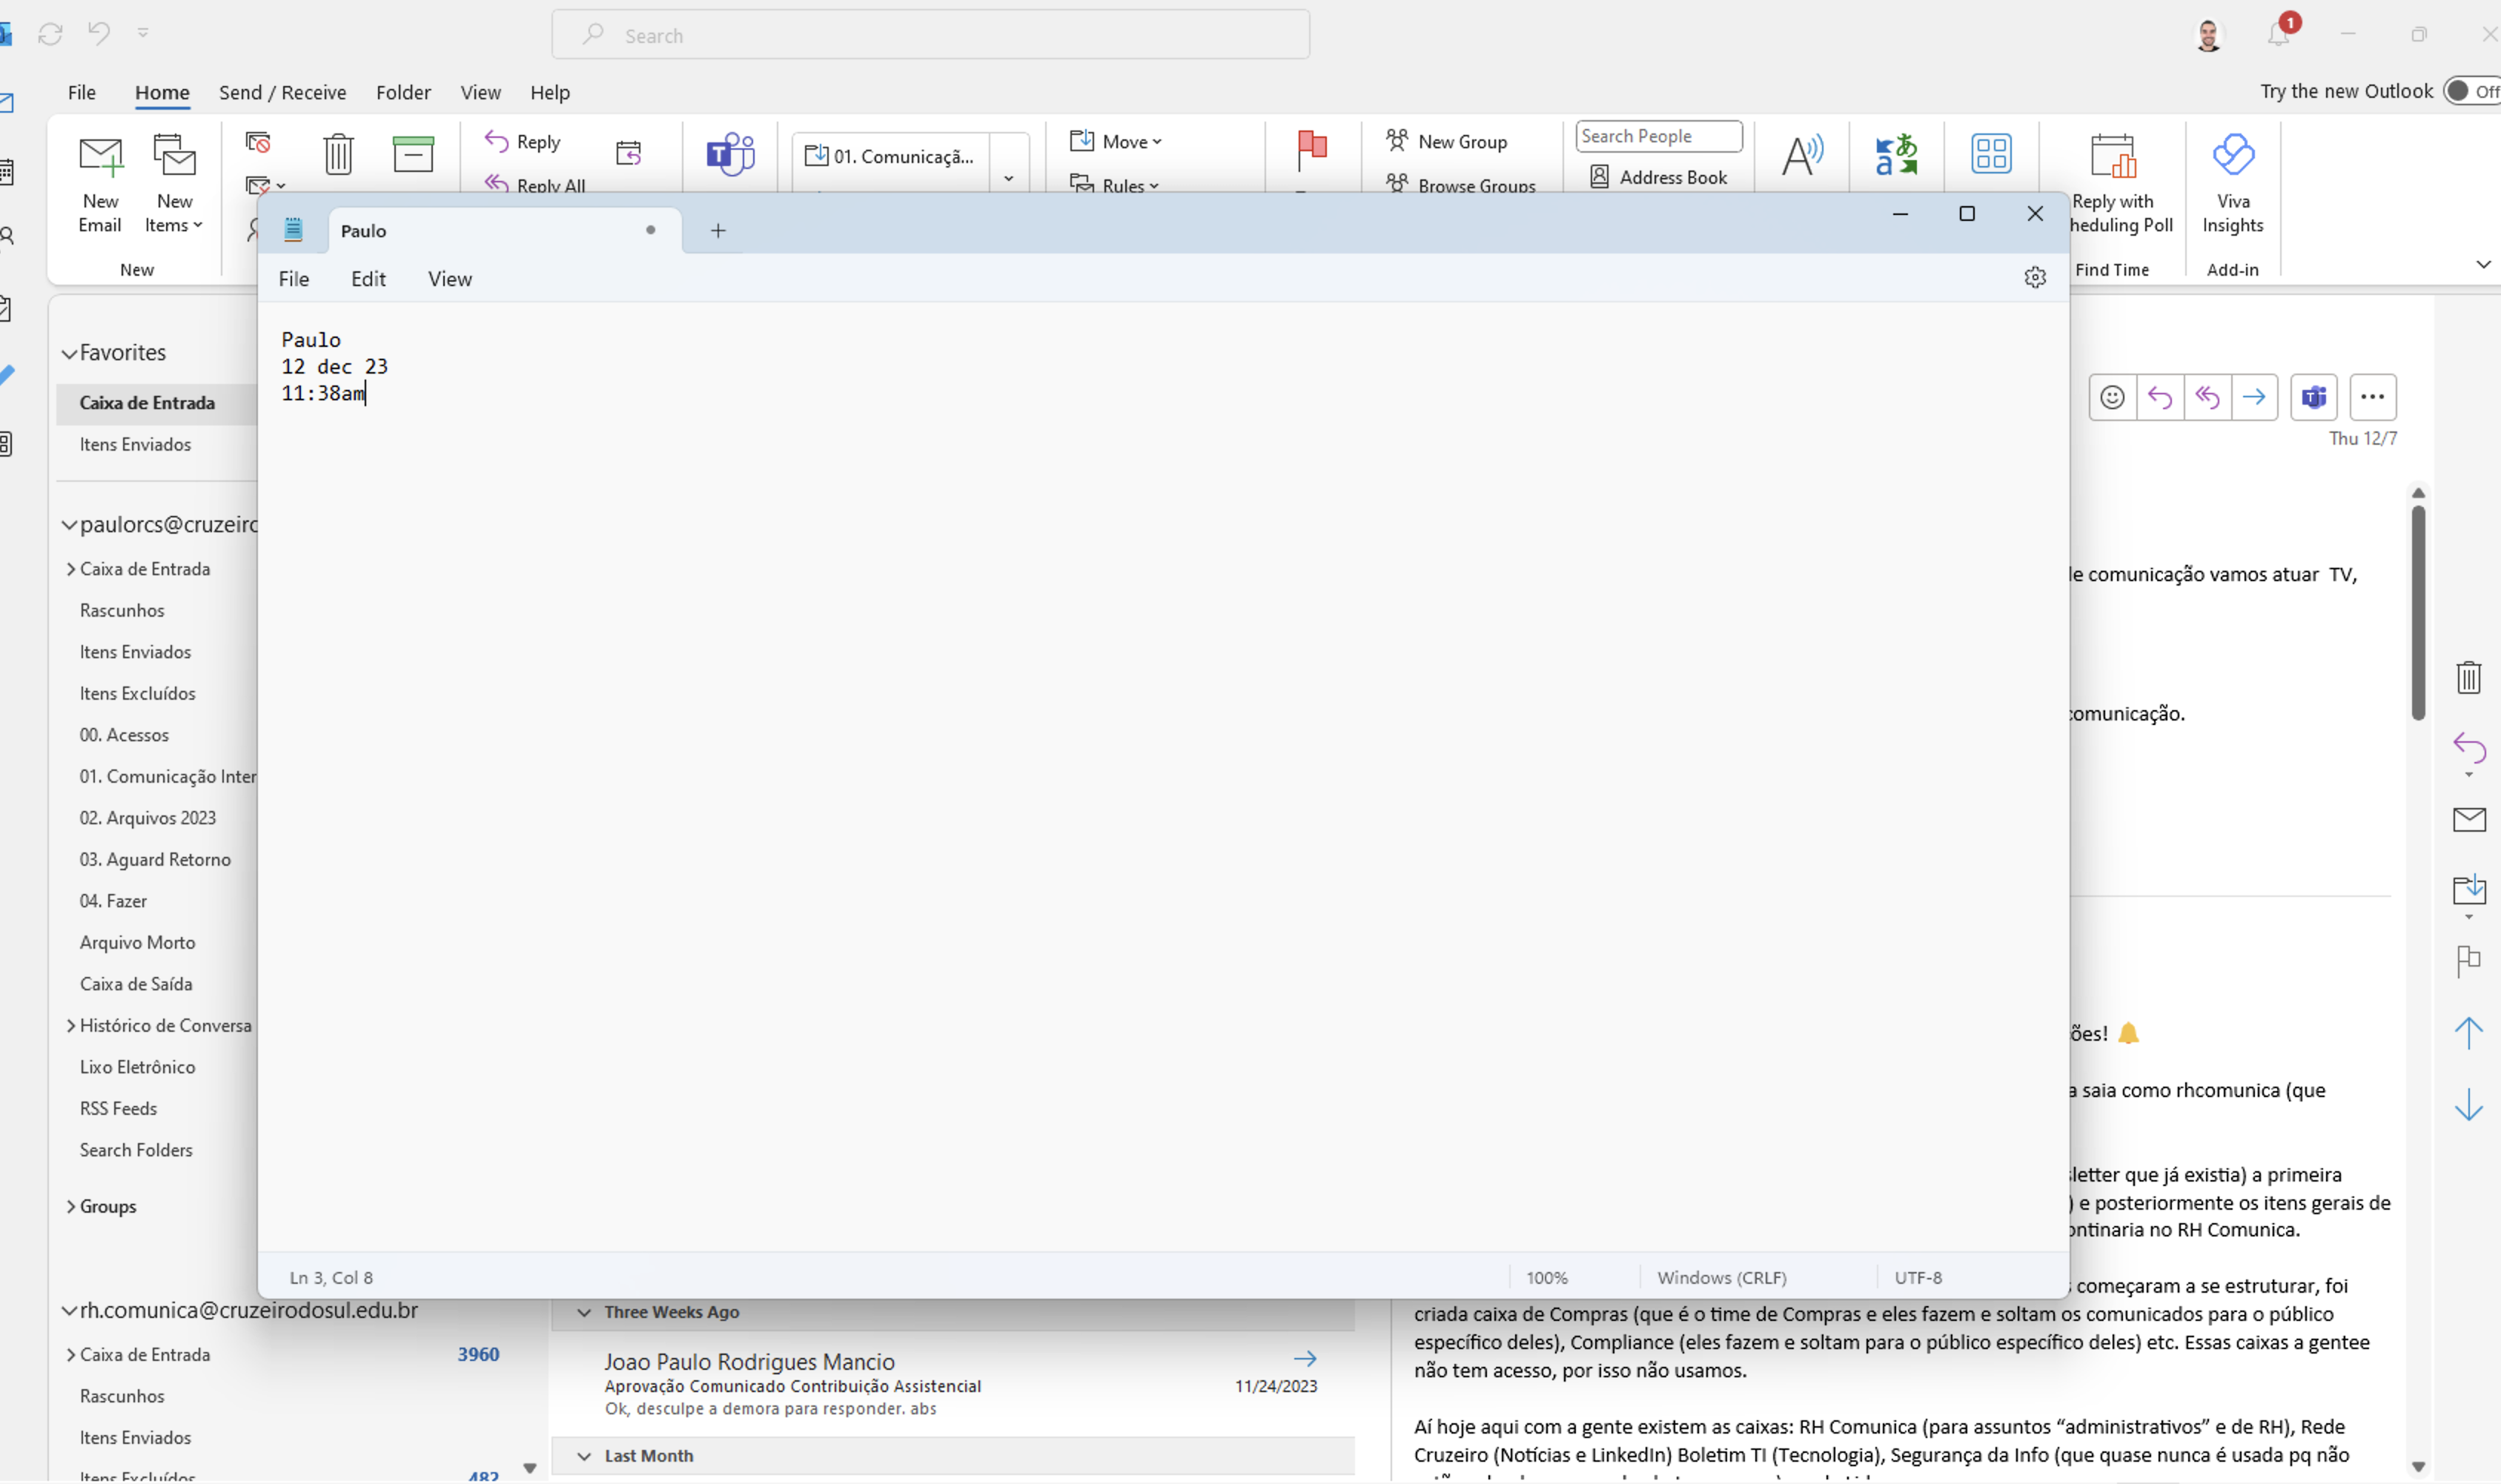 Search
1
File Home Send / Receive Folder View Help
Try the new Outlook Off
New Email
New Items
New
Reply
Reply All
01. Comunicaçã...
Move
Rules
New Group
Browse Groups
Search People
Address Book
Reply with
heduling Poll
Find Time
Viva Insights
Add-in
Paulo
File Edit View
Paulo
12 dec 23
11:38am
Ln 3, Col 8
100%
Windows (CRLF)
UTF-8
Favorites
Caixa de Entrada
Itens Enviados
paulorcs@cruzeiro
Caixa de Entrada
Rascunhos
Itens Enviados
Itens Excluídos
00. Acessos
01. Comunicação Inter
02. Arquivos 2023
03. Aguard Retorno
04. Fazer
Arquivo Morto
Caixa de Saída
Histórico de Conversa
Lixo Eletrônico
RSS Feeds
Search Folders
Groups
rh.comunica@cruzeirodosul.edu.br
Caixa de Entrada 3960
Rascunhos
Itens Enviados
Itens Excluídos 482
Three Weeks Ago
Joao Paulo Rodrigues Mancio
Aprovação Comunicado Contribuição Assistencial 11/24/2023
Ok, desculpe a demora para responder. abs
Last Month
Thu 12/7
de comunicação vamos atuar TV,
comunicação.
ões!
a saia como rhcomunica (que
sletter que já existia) a primeira
) e posteriormente os itens gerais de
ontinaria no RH Comunica.
começaram a se estruturar, foi
criada caixa de Compras (que é o time de Compras e eles fazem e soltam os comunicados para o público
específico deles), Compliance (eles fazem e soltam para o público específico deles) etc. Essas caixas a gentee
não tem acesso, por isso não usamos.
Aí hoje aqui com a gente existem as caixas: RH Comunica (para assuntos “administrativos” e de RH), Rede
Cruzeiro (Notícias e LinkedIn) Boletim TI (Tecnologia), Segurança da Info (que quase nunca é usada pq não